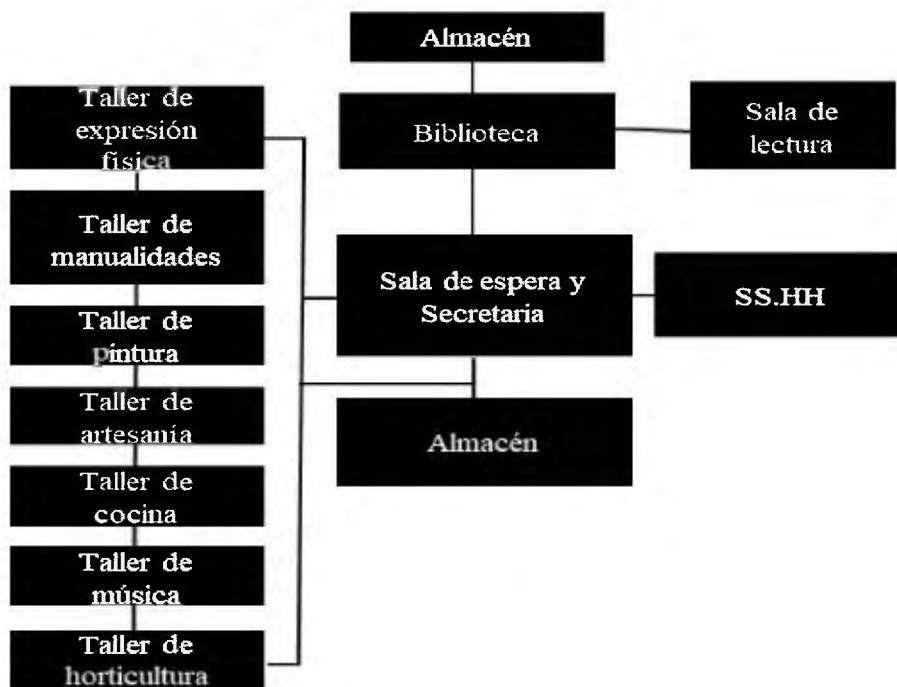 Almacén
Taller de
expresión
física
Biblioteca
Sala de
lectura
Taller de
manualidades
Sala de espera y
Secretaria
SS.HH
Taller de
pintura
Taller de
artesanía
Almacén
Taller de
cocina
Taller de
música
Taller de
horticultura